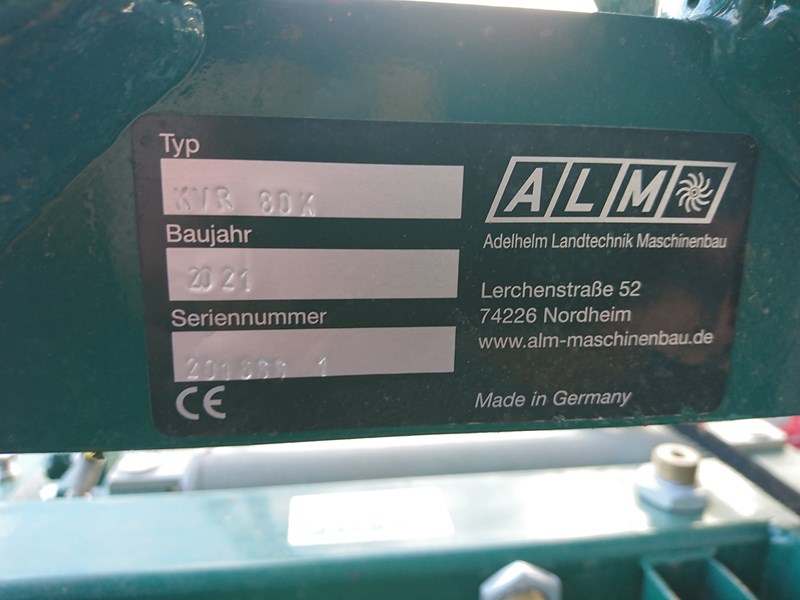 Typ
KVR 80K
Baujahr
2021
Seriennummer
CE
ALM
Adelhelm Landtechnik Maschinenbau
Lerchenstraße 52
74226 Nordheim
www.alm-maschinenbau.de
Made in Germany